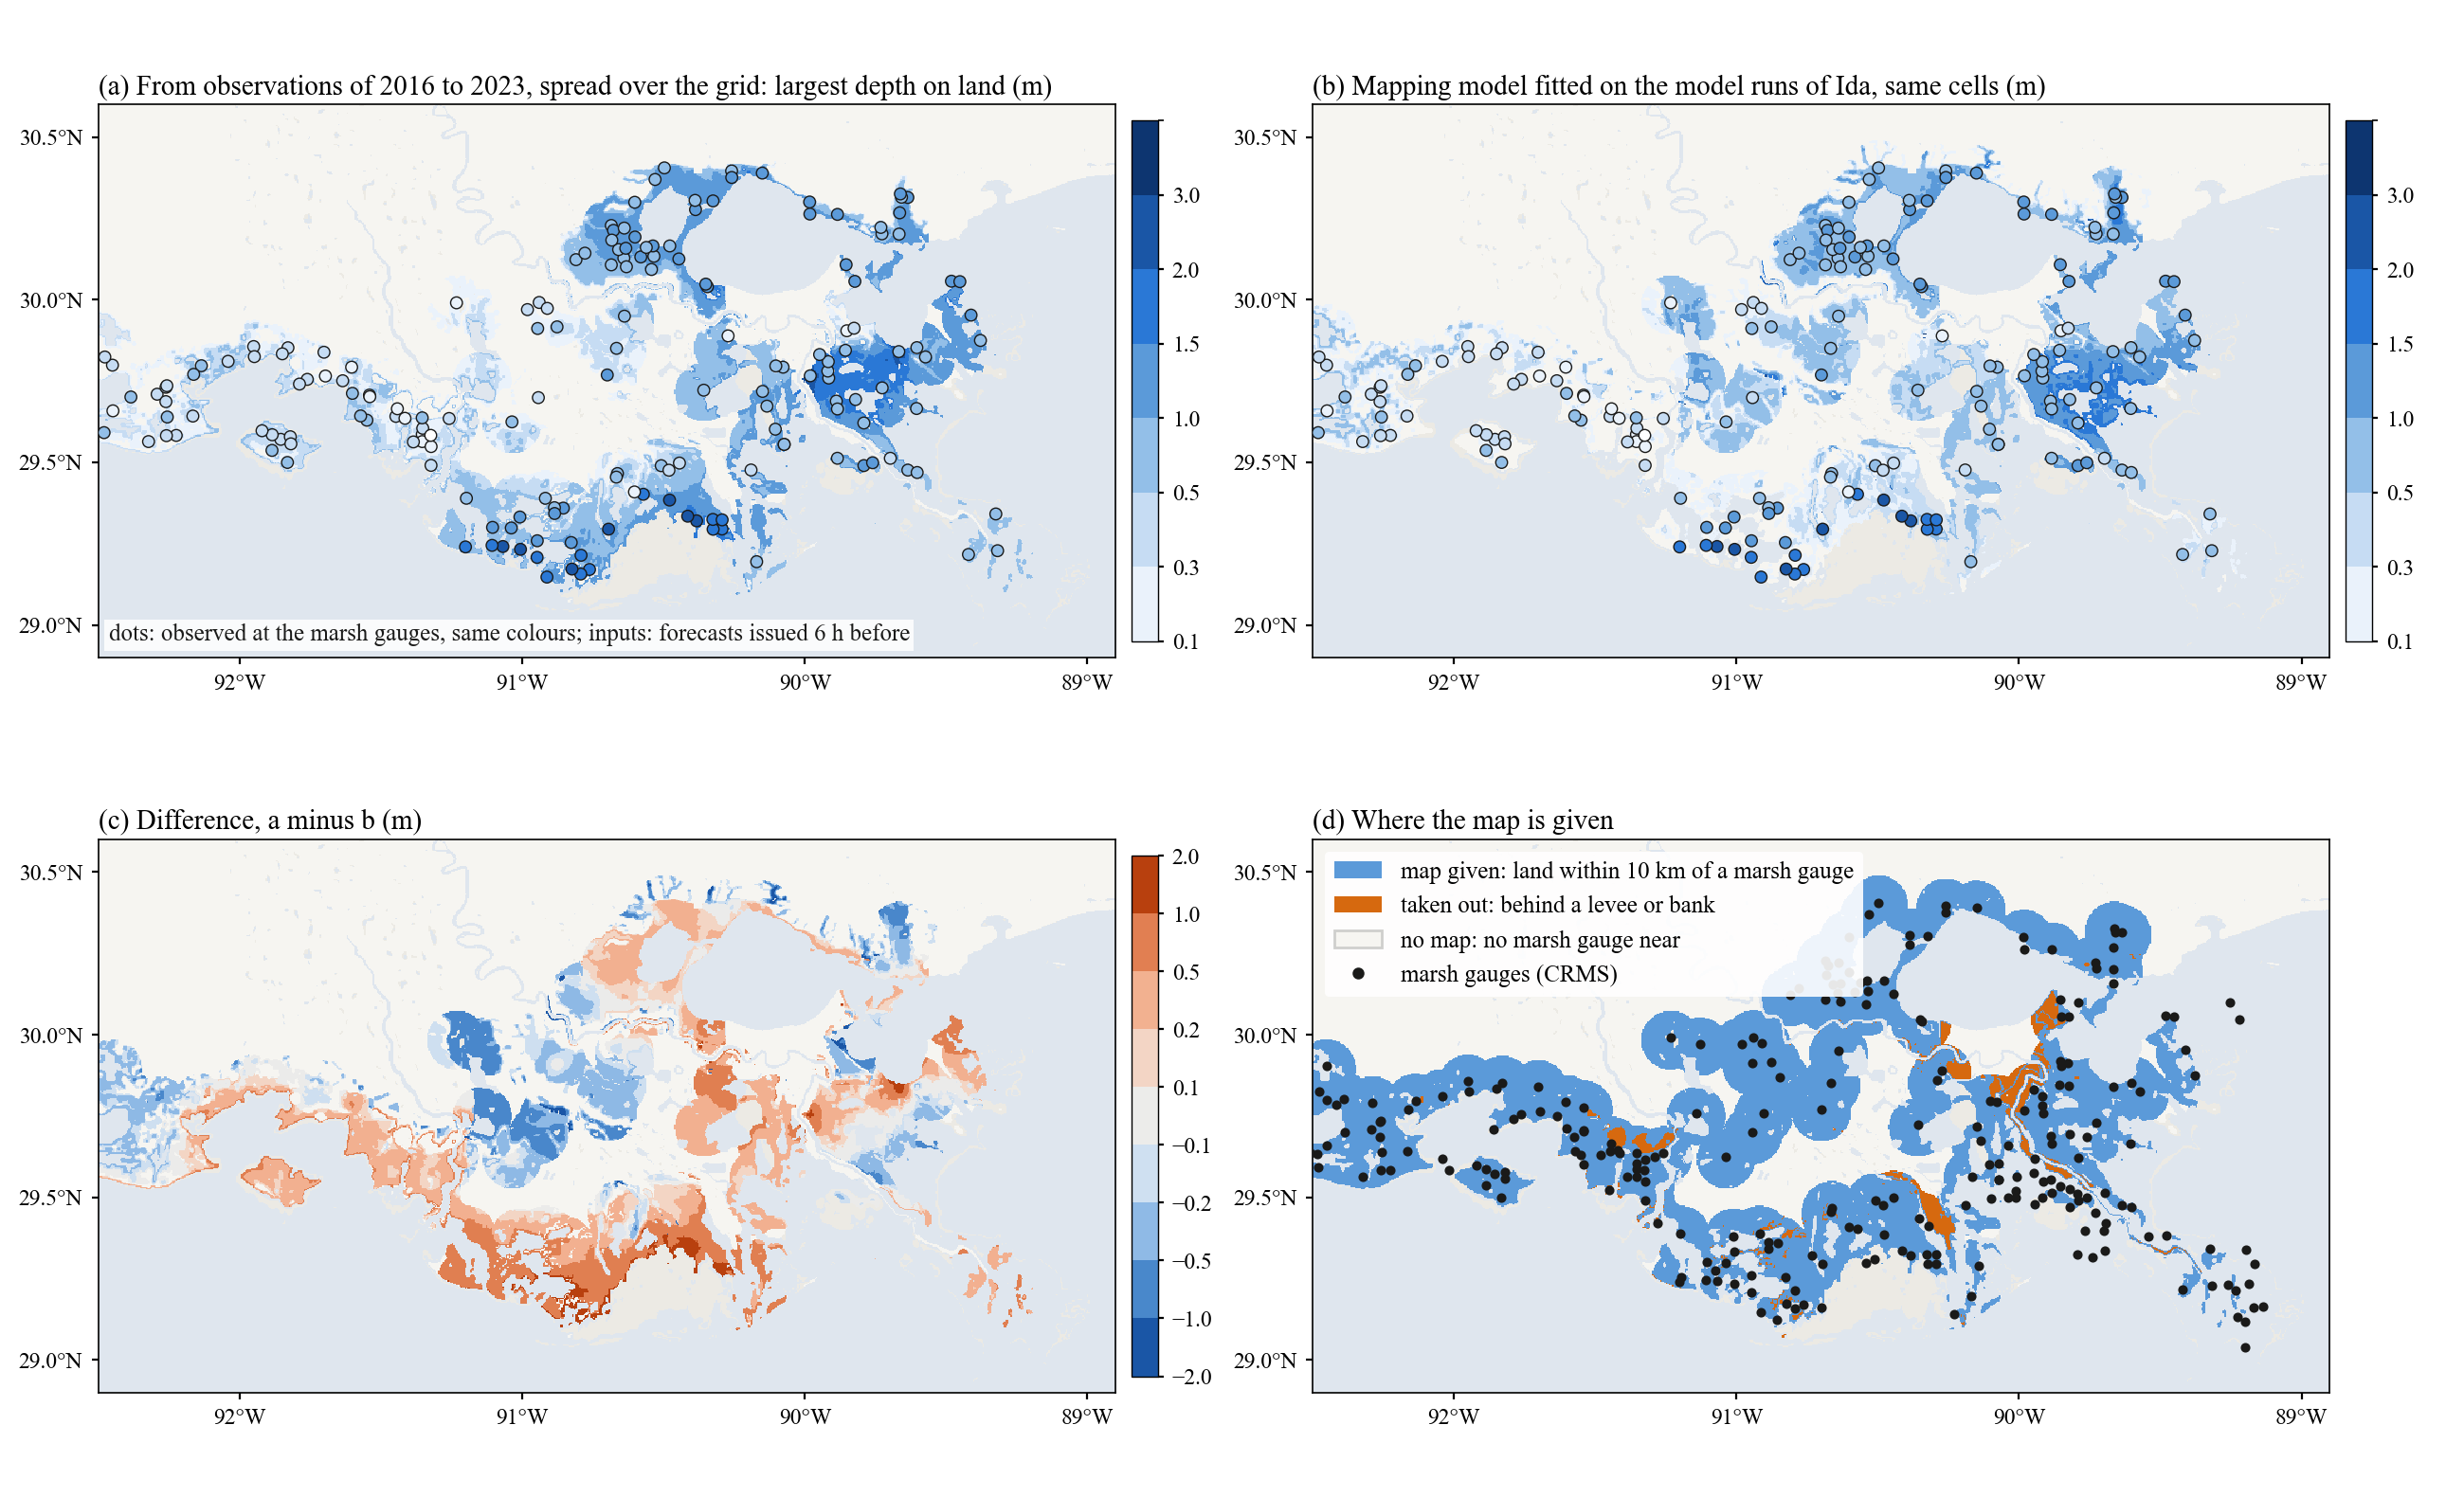 (a) From observations of 2016 to 2023, spread over the grid: largest depth on land (m)
30.5°N
30.0°N
29.5°N
29.0°N
92°W
91°W
90°W
89°W
3.0
2.0
1.5
1.0
0.5
0.3
0.1
dots: observed at the marsh gauges, same colours; inputs: forecasts issued 6 h before
(b) Mapping model fitted on the model runs of Ida, same cells (m)
30.5°N
30.0°N
29.5°N
29.0°N
92°W
91°W
90°W
89°W
3.0
2.0
1.5
1.0
0.5
0.3
0.1
(c) Difference, a minus b (m)
30.5°N
30.0°N
29.5°N
29.0°N
92°W
91°W
90°W
89°W
2.0
1.0
0.5
0.2
0.1
−0.1
−0.2
−0.5
−1.0
−2.0
(d) Where the map is given
30.5°N
30.0°N
29.5°N
29.0°N
92°W
91°W
90°W
89°W
map given: land within 10 km of a marsh gauge
taken out: behind a levee or bank
no map: no marsh gauge near
marsh gauges (CRMS)